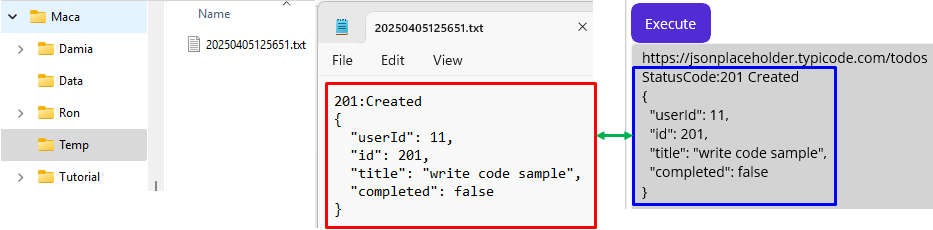 Maca
Damia
Data
Ron
Temp
Tutorial
Name
20250405125651.txt
20250405125651.txt
File Edit View
201:Created
{
"userId": 11,
"id": 201,
"title": "write code sample",
"completed": false
}
Execute
https://jsonplaceholder.typicode.com/todos
StatusCode:201 Created
{
"userId": 11,
"id": 201,
"title": "write code sample",
"completed": false
}